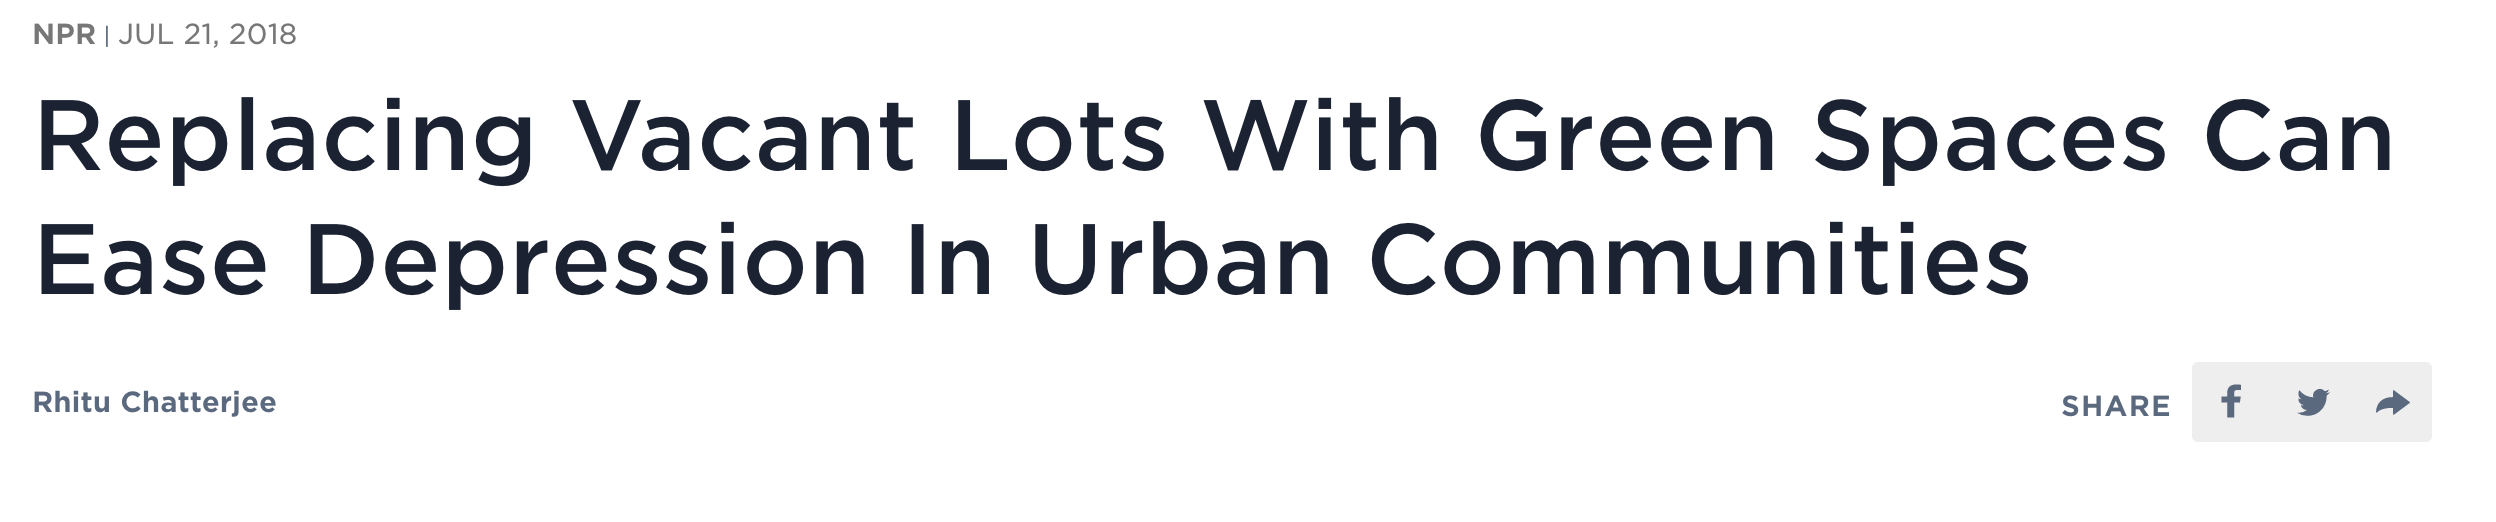 NPR | JUL 21, 2018
Replacing Vacant Lots With Green Spaces Can
Ease Depression In Urban Communities
Rhitu Chatterjee
SHARE